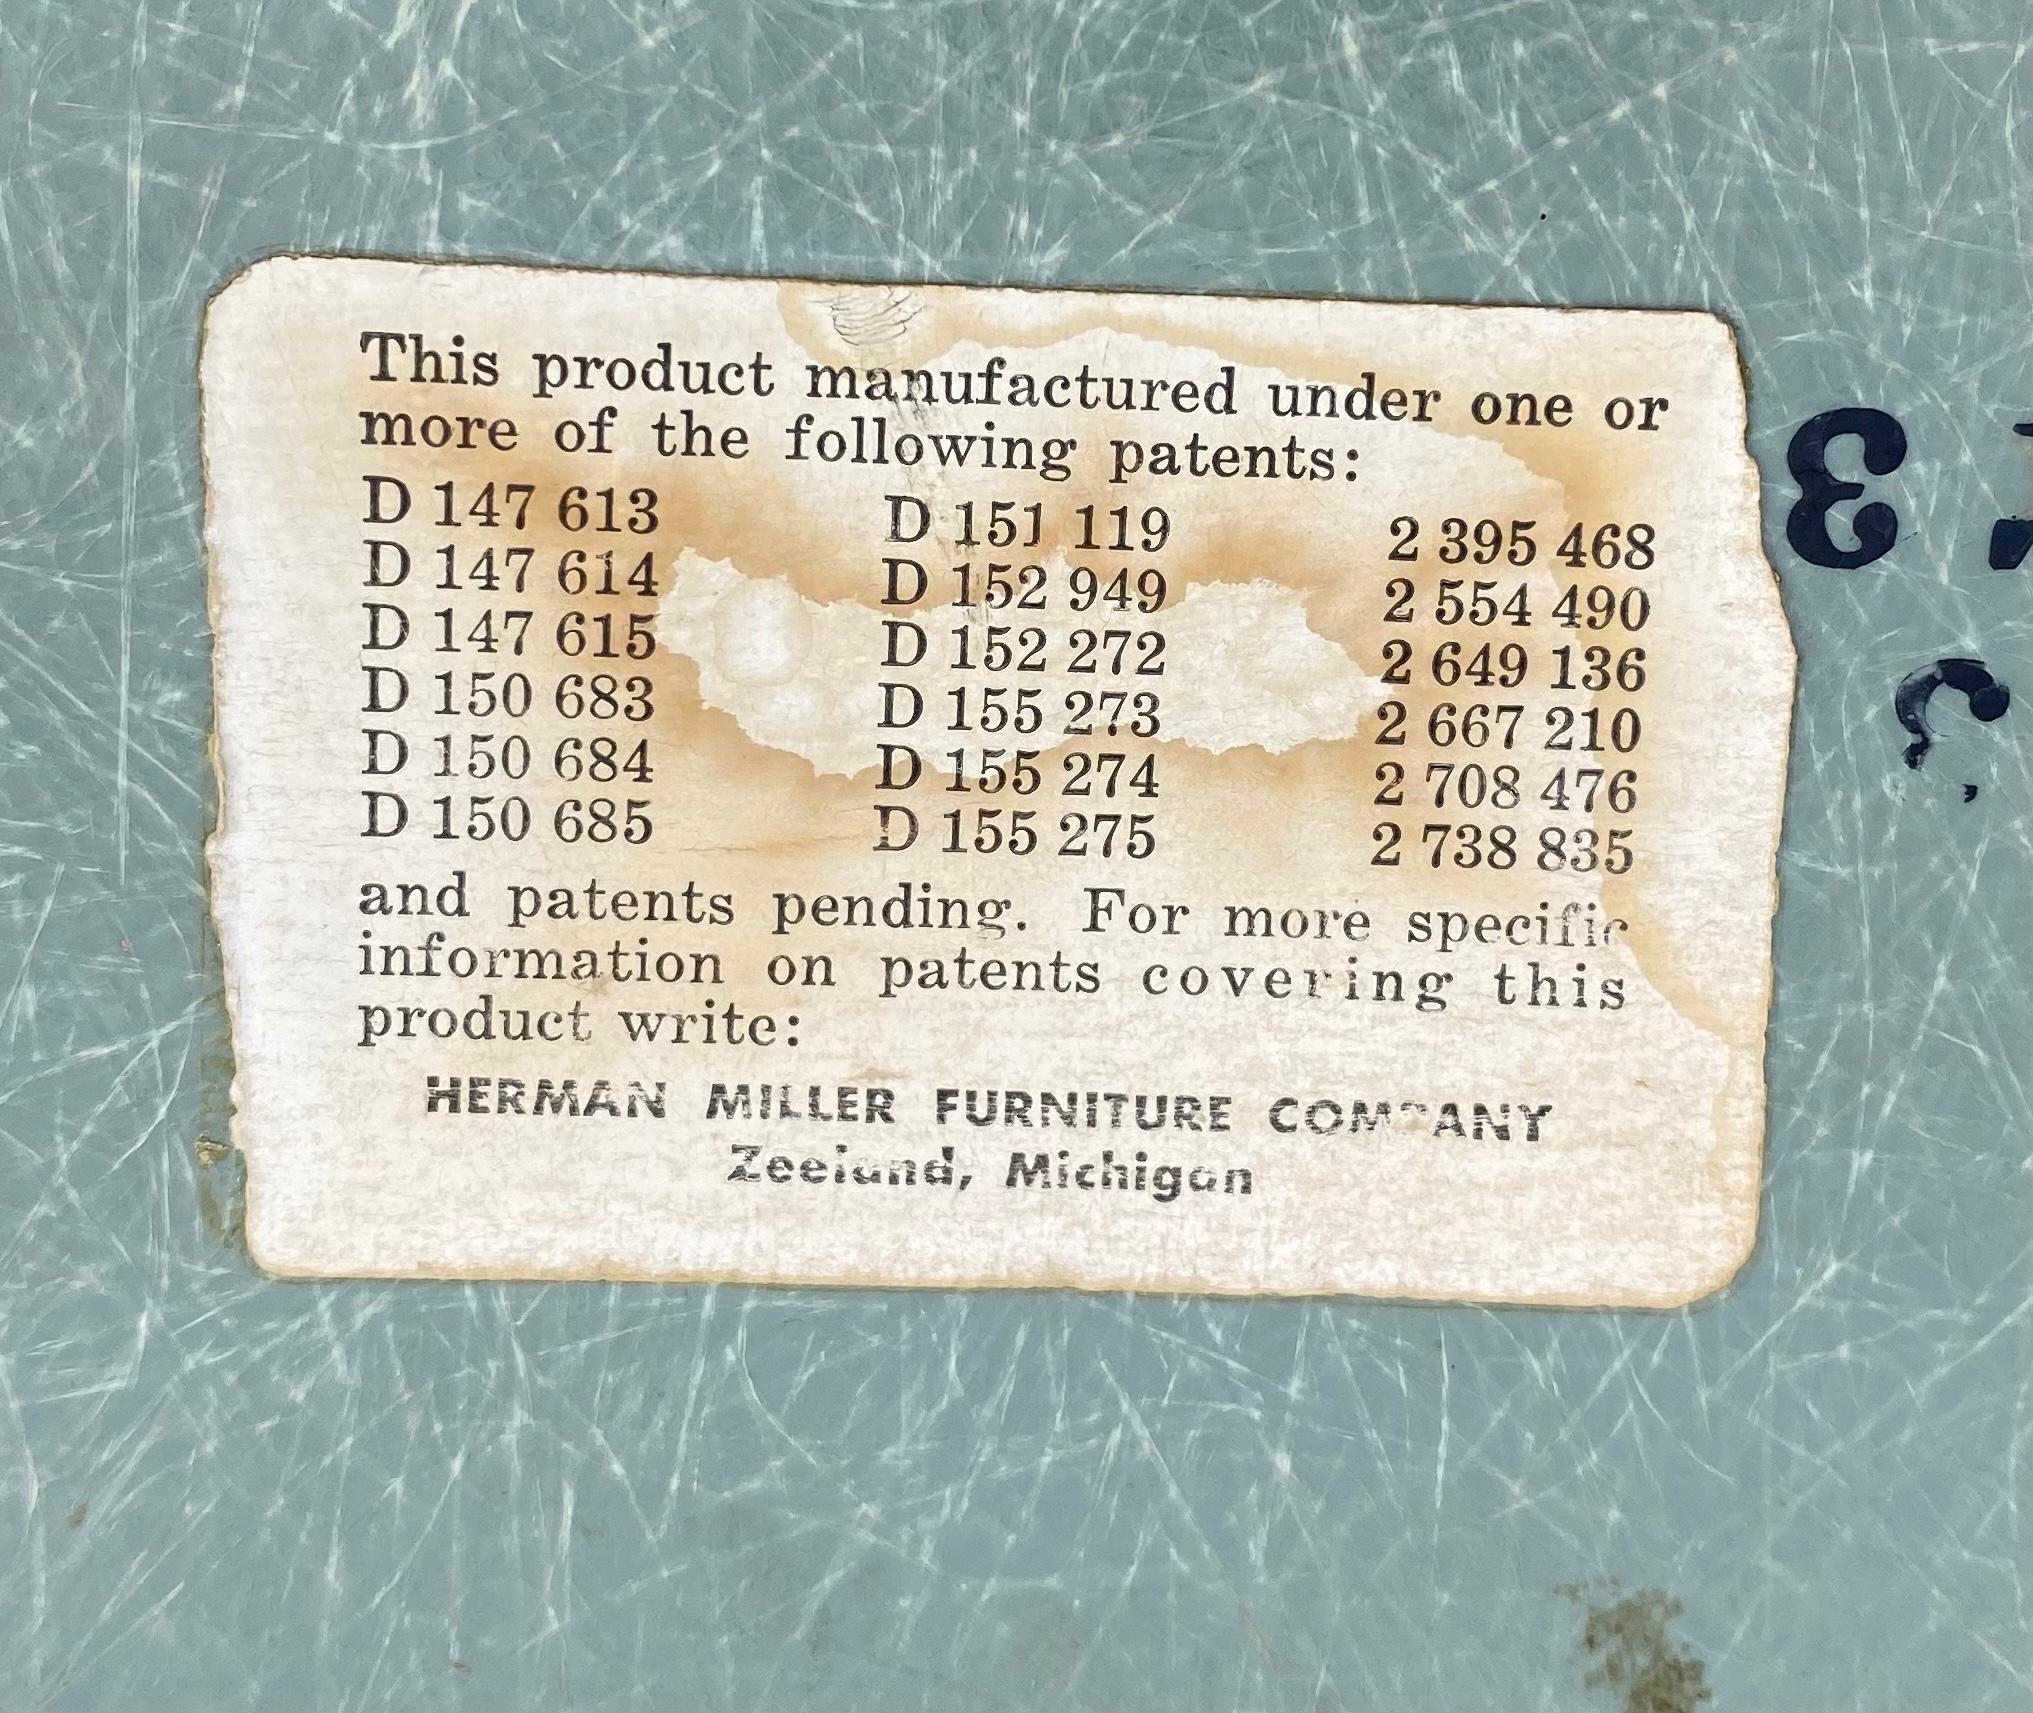 This product manufactured under one or
more of the following patents:
D 147 613 D 151 119 2 395 468
D 147 614 D 152 949 2 554 490
D 147 615 D 152 272 2 649 136
D 150 683 D 155 273 2 667 210
D 150 684 D 155 274 2 708 476
D 150 685 D 155 275 2 738 835
and patents pending. For more specific
information on patents covering this
product write:
HERMAN MILLER FURNITURE COMPANY
Zeeland, Michigan
3